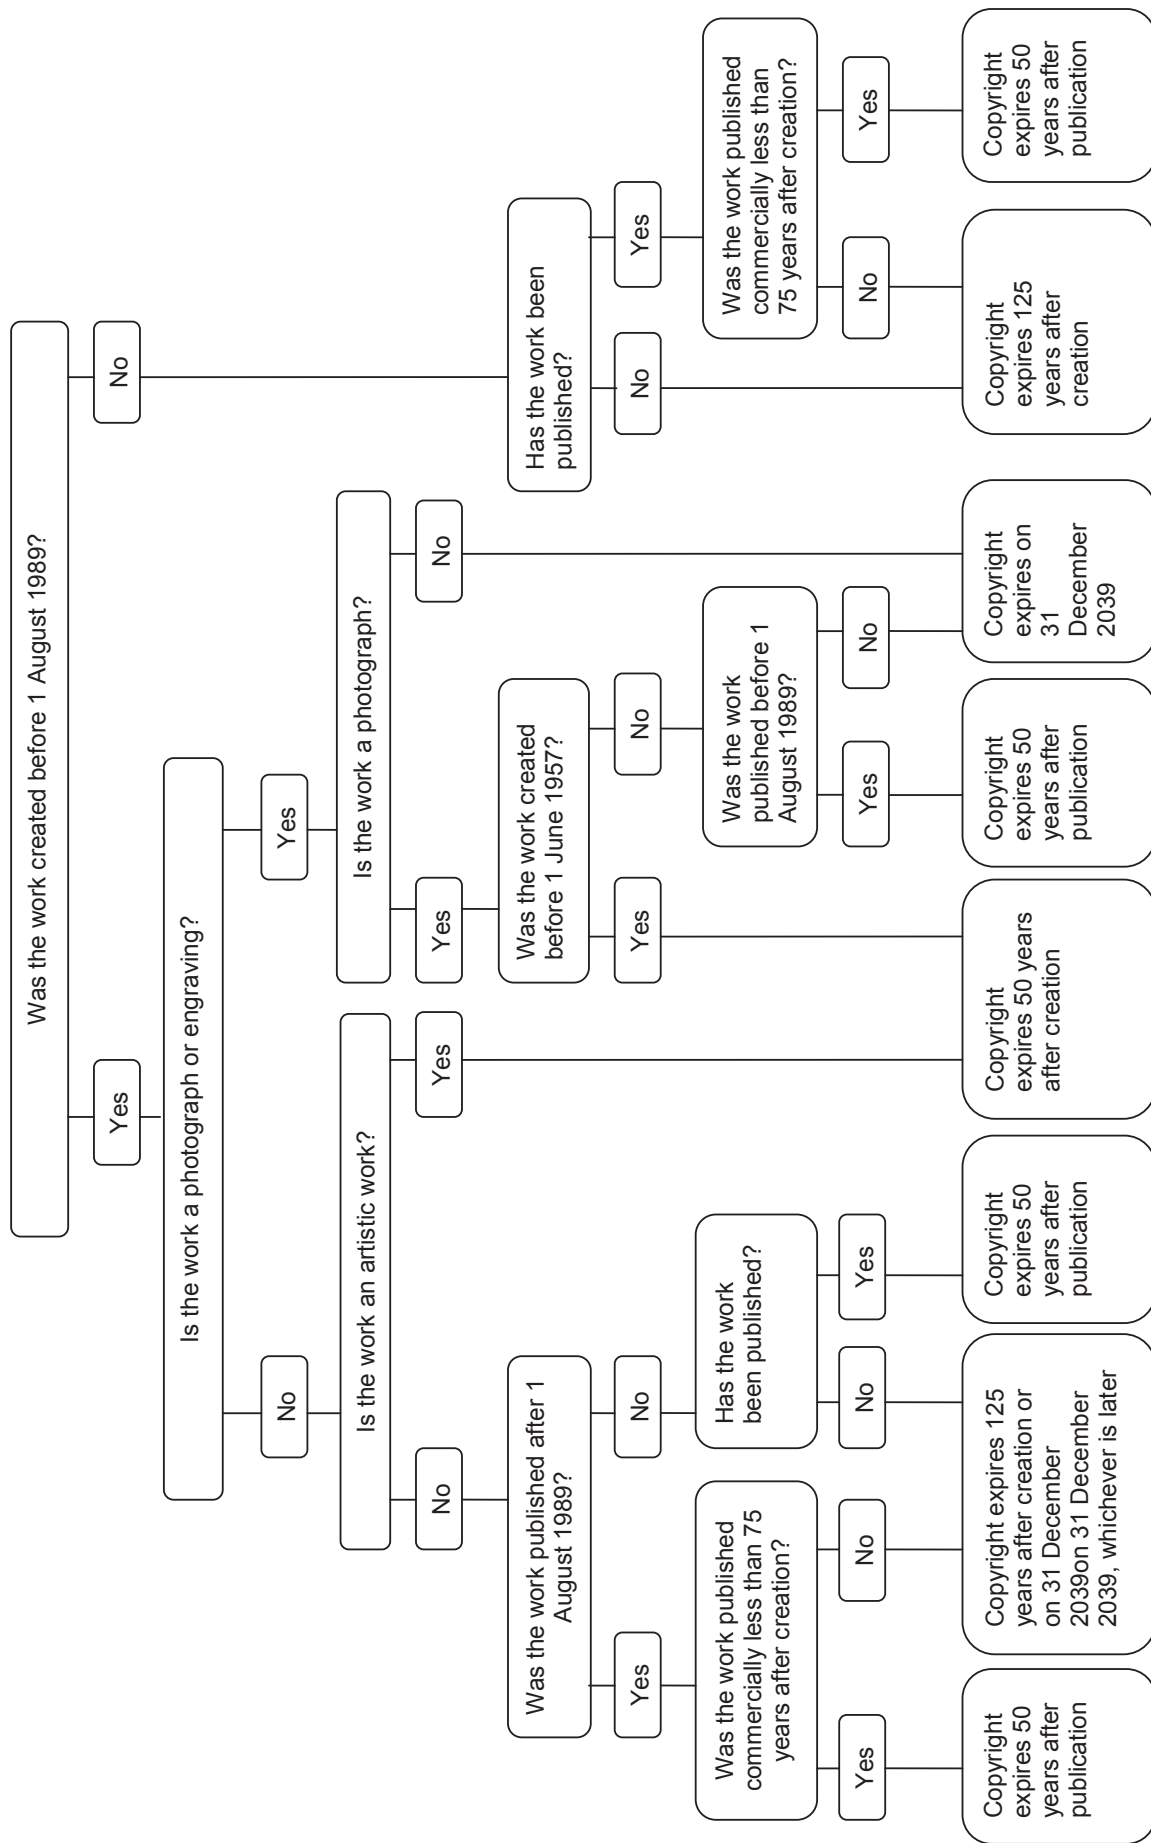 Was the work created before 1 August 1989?
Yes
No
Is the work a photograph or engraving?
No
Yes
Is the work an artistic work?
Is the work a photograph?
No
Yes
Yes
No
Was the work published after 1
August 1989?
Was the work created
before 1 June 1957?
Has the work been
published?
Yes
No
Yes
No
No
Yes
Was the work published
commercially less than 75
years after creation?
Has the work
been published?
Was the work
published before 1
August 1989?
Was the work published
commercially less than
75 years after creation?
Yes
No
No
Yes
Yes
No
No
Yes
Copyright
expires 50
years after
publication
Copyright expires 125
years after creation or
on 31 December
2039on 31 December
2039, whichever is later
Copyright
expires 50
years after
publication
Copyright
expires 50 years
after creation
Copyright
expires 50
years after
publication
Copyright
expires on
31
December
2039
Copyright
expires 125
years after
creation
Copyright
expires 50
years after
publication